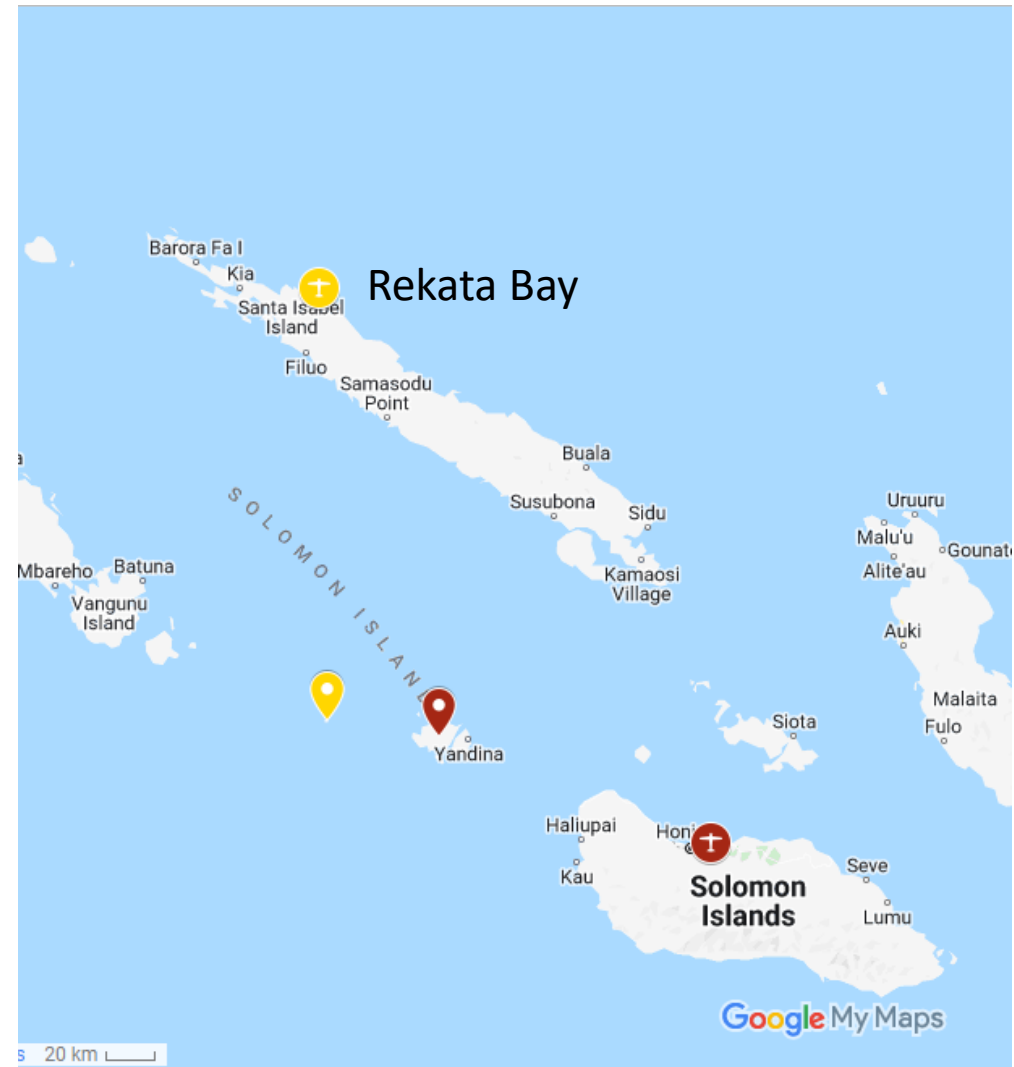 Barora Fa I
Kia
Rekata Bay
Santa Isabel
Island
Filuo
Samasodu
Point
Buala
Susubona
Sidu
Uruuru
Malu'u
Gounat
Alite'au
Kamaosi
Village
SOLOMON ISLAN
Mbareho
Batuna
Vangunu
Island
Auki
Malaita
Fulo
Siota
Yandina
Haliupai
Honi
Kau
Seve
Solomon
Islands
Lumu
Google My Maps
s 20 km